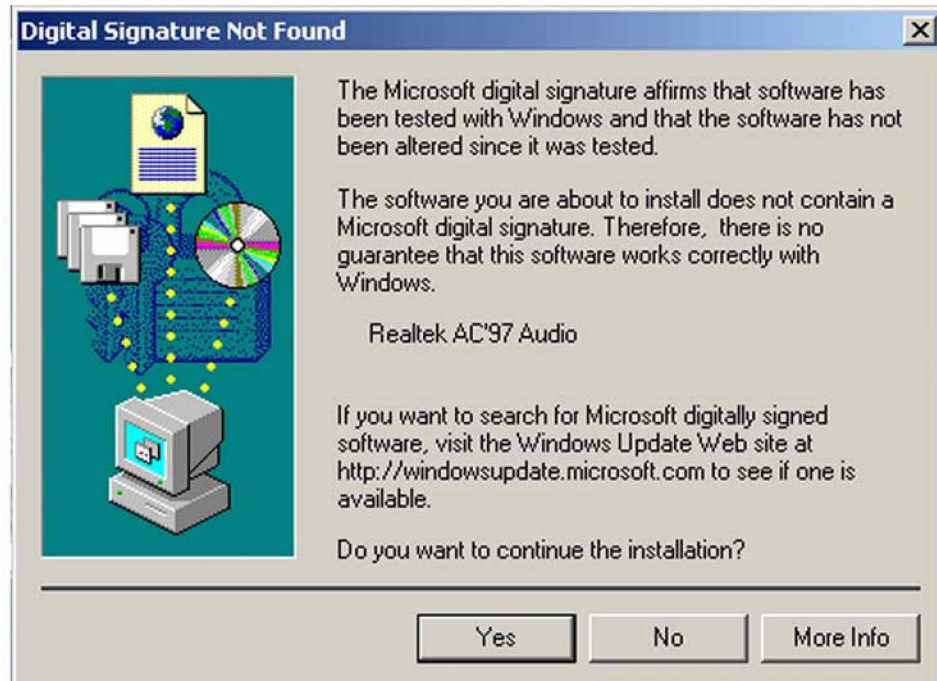 Digital Signature Not Found
The Microsoft digital signature affirms that software has
been tested with Windows and that the software has not
been altered since it was tested.
The software you are about to install does not contain a
Microsoft digital signature. Therefore, there is no
guarantee that this software works correctly with
Windows.
Realtek AC'97 Audio
If you want to search for Microsoft digitally signed
software, visit the Windows Update Web site at
http://windowsupdate.microsoft.com to see if one is
available.
Do you want to continue the installation?
Yes No More Info